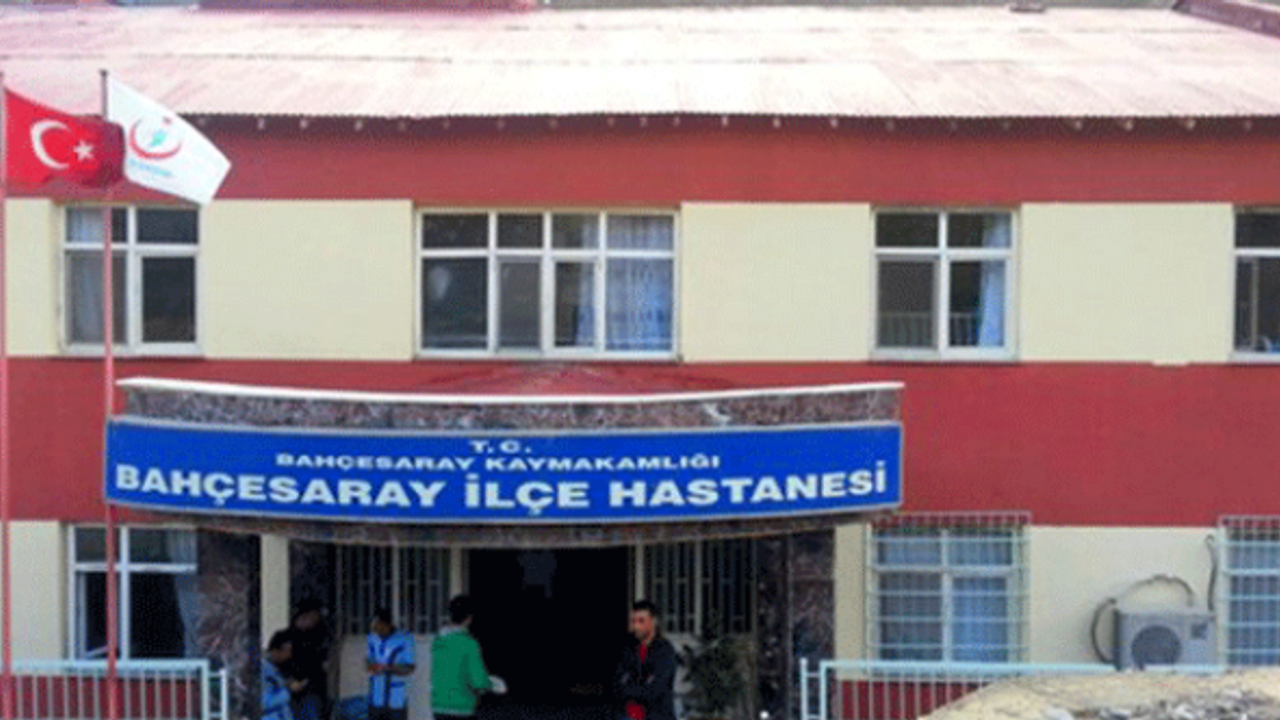 T.C.
BAHÇESARAY KAYMAKAMLIĞI
BAHÇESARAY İLÇE HASTANESİ